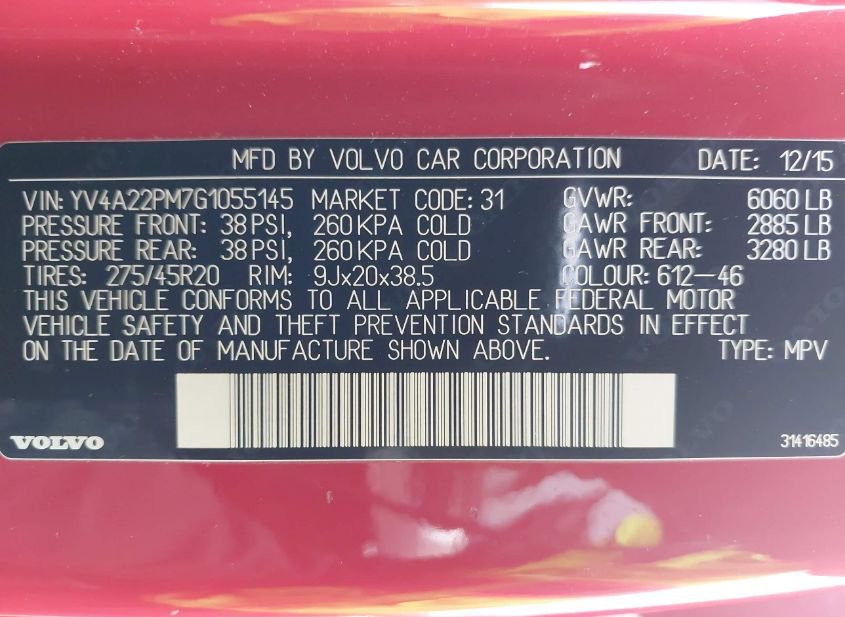 MFD BY VOLVO CAR CORPORATION DATE: 12/15
VIN: YV4A22PM7G1055145 MARKET CODE: 31 GVWR: 6060 LB
PRESSURE FRONT: 38 PSI, 260 KPA COLD GAWR FRONT: 2885 LB
PRESSURE REAR: 38 PSI, 260 KPA COLD GAWR REAR: 3280 LB
TIRES: 275/45R20 RIM: 9Jx20x38.5 COLOUR: 612-46
THIS VEHICLE CONFORMS TO ALL APPLICABLE FEDERAL MOTOR
VEHICLE SAFETY AND THEFT PREVENTION STANDARDS IN EFFECT
ON THE DATE OF MANUFACTURE SHOWN ABOVE. TYPE: MPV
VOLVO 31416485